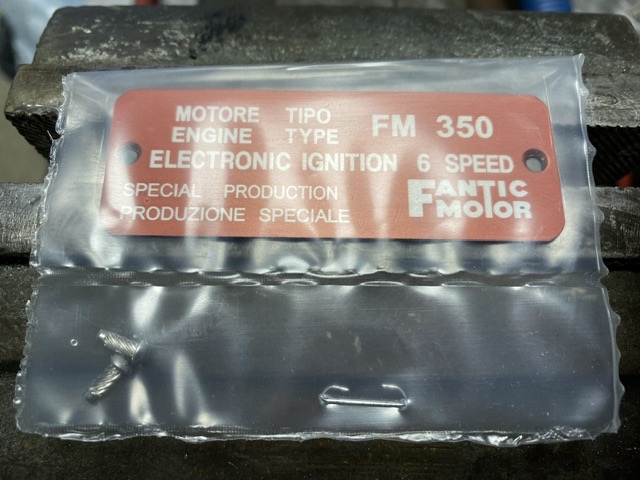 MOTORE TIPO
ENGINE TYPE
FM 350
ELECTRONIC IGNITION 6 SPEED
SPECIAL PRODUCTION
PRODUZIONE SPECIALE
FANTIC
MOTOR